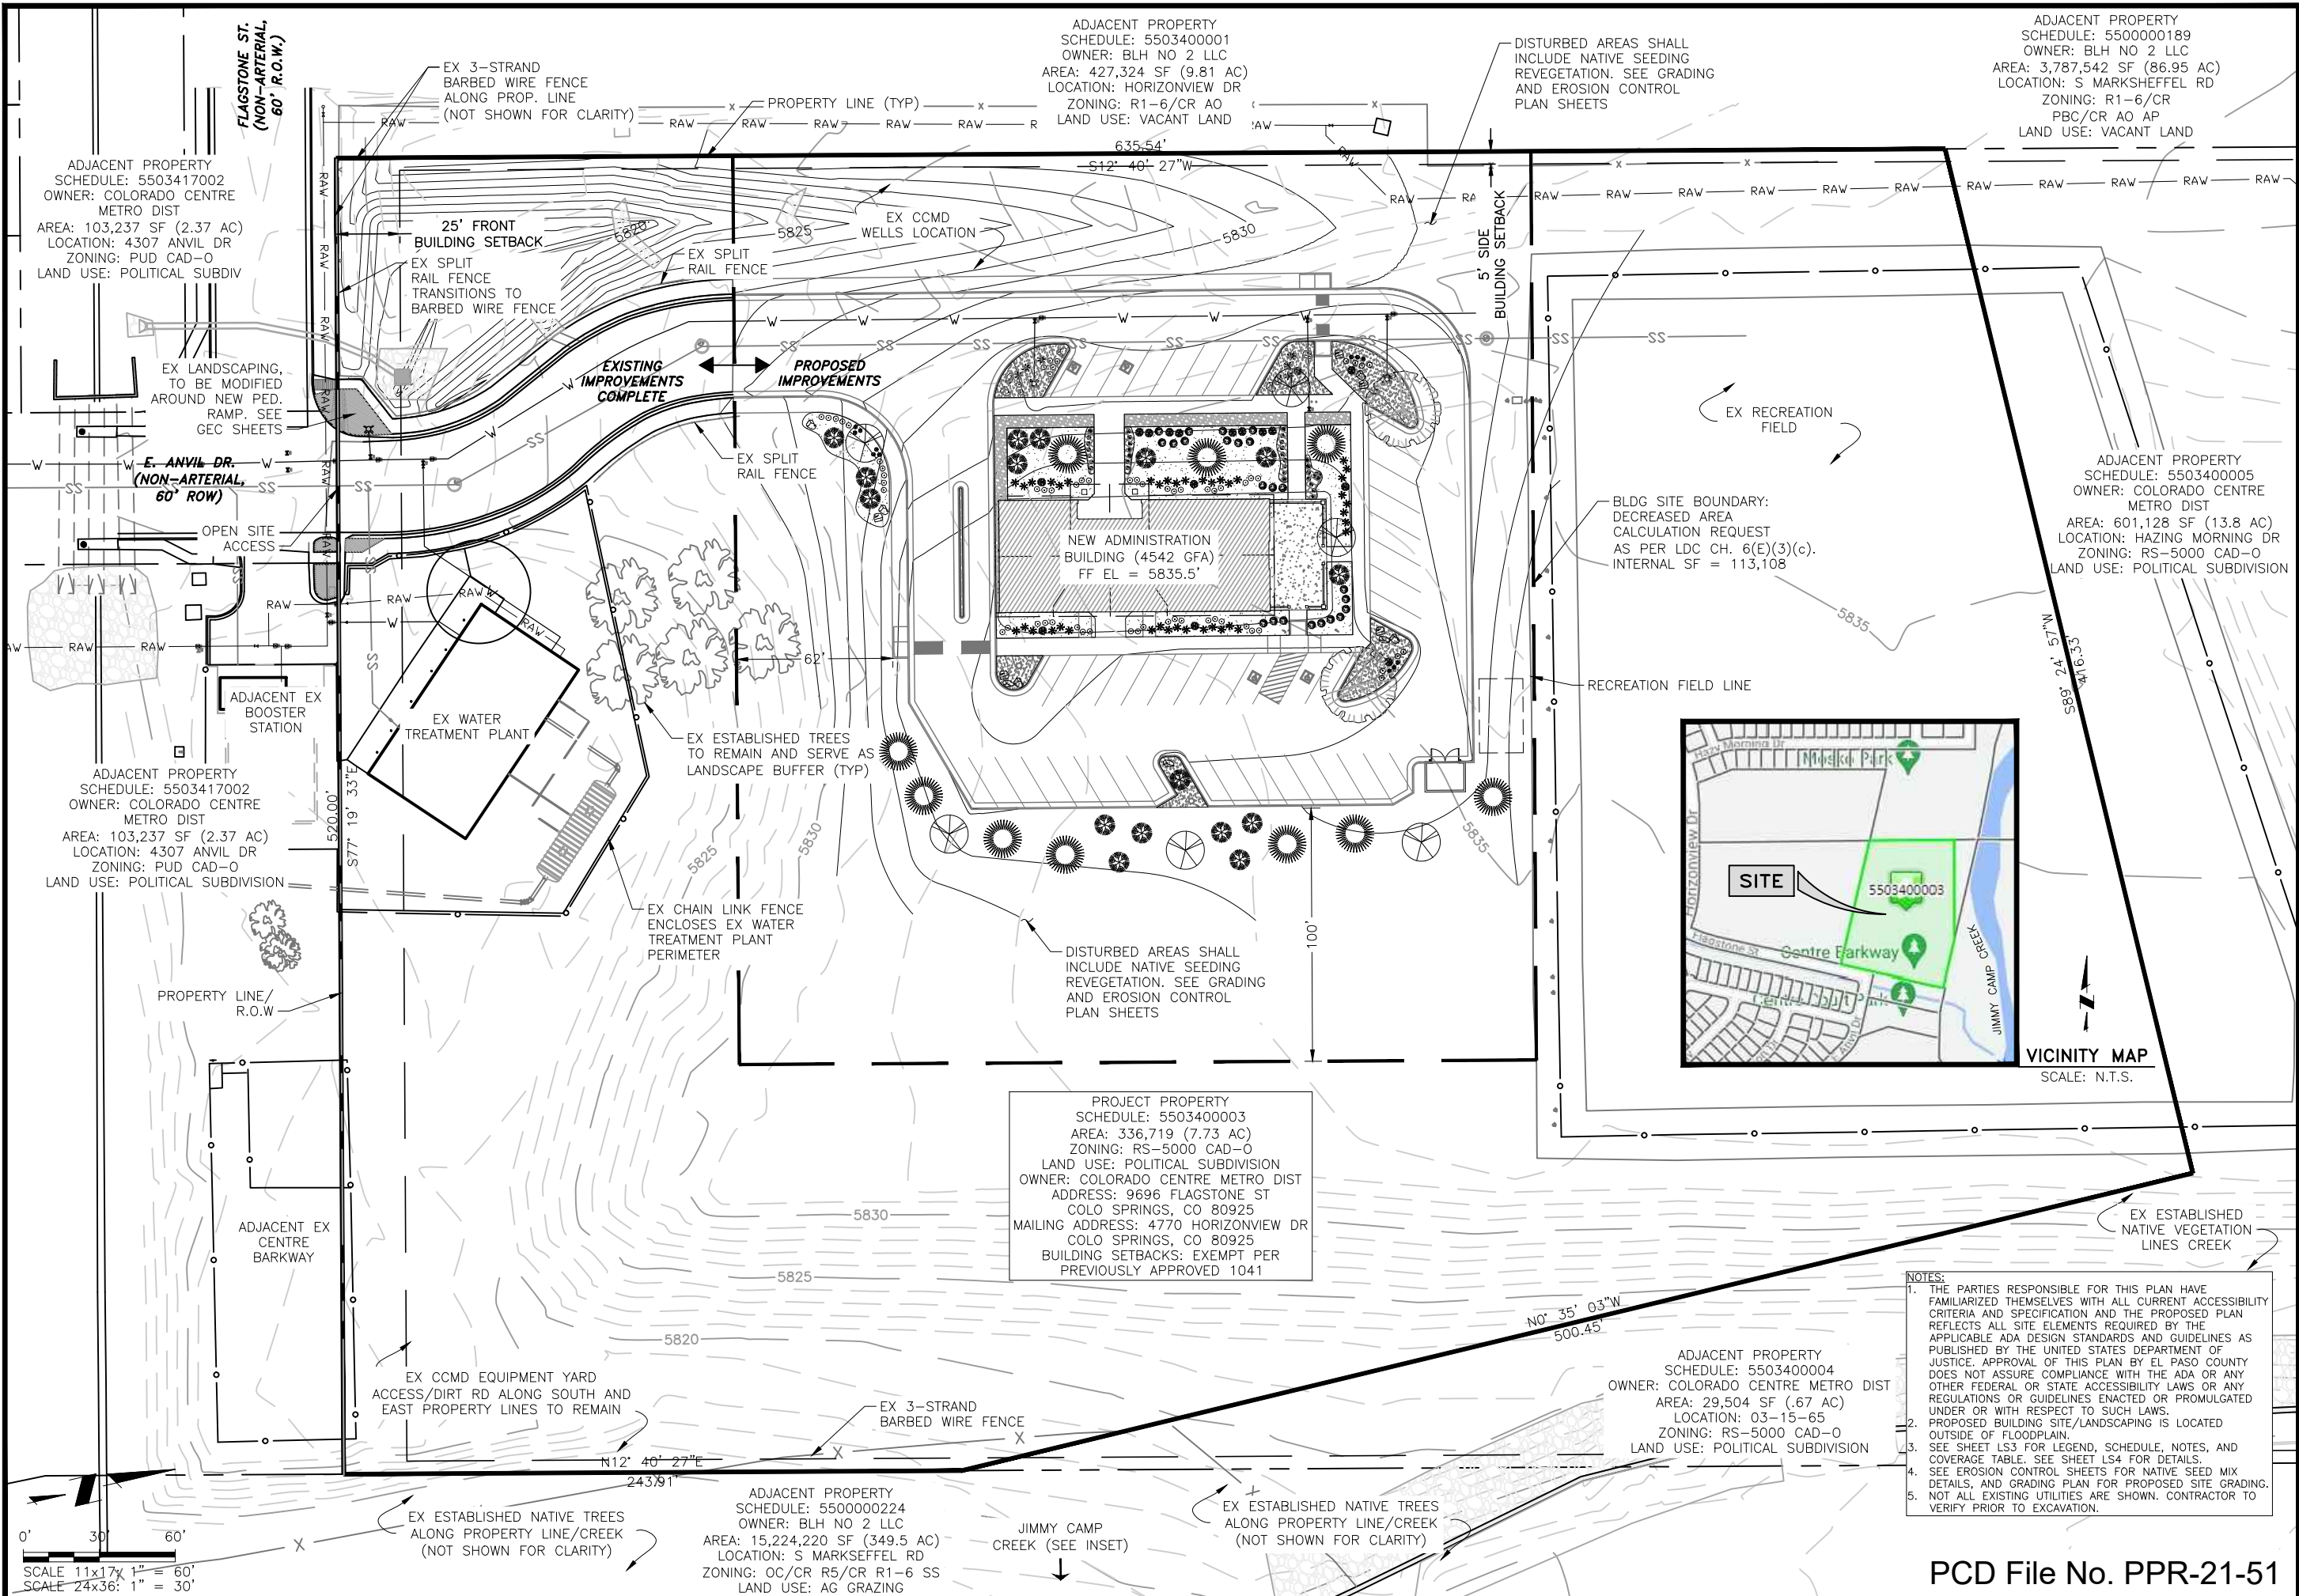 FLAGSTONE ST.
(NON-ARTERIAL,
60' R.O.W.)
EX 3-STRAND
BARBED WIRE FENCE
ALONG PROP. LINE
(NOT SHOWN FOR CLARITY)
PROPERTY LINE (TYP)
ADJACENT PROPERTY
SCHEDULE: 5503400001
OWNER: BLH NO 2 LLC
AREA: 427,324 SF (9.81 AC)
LOCATION: HORIZONVIEW DR
ZONING: R1-6/CR AO
LAND USE: VACANT LAND
DISTURBED AREAS SHALL
INCLUDE NATIVE SEEDING
REVEGETATION. SEE GRADING
AND EROSION CONTROL
PLAN SHEETS
ADJACENT PROPERTY
SCHEDULE: 5500000189
OWNER: BLH NO 2 LLC
AREA: 3,787,542 SF (86.95 AC)
LOCATION: S MARKSHEFFEL RD
ZONING: R1-6/CR
PBC/CR AO AP
LAND USE: VACANT LAND
635.54'
S12° 40' 27"W
ADJACENT PROPERTY
SCHEDULE: 5503417002
OWNER: COLORADO CENTRE
METRO DIST
AREA: 103,237 SF (2.37 AC)
LOCATION: 4307 ANVIL DR
ZONING: PUD CAD-O
LAND USE: POLITICAL SUBDIV
25' FRONT
BUILDING SETBACK
EX SPLIT
RAIL FENCE
TRANSITIONS TO
BARBED WIRE FENCE
5820
5825
EX CCMD
WELLS LOCATION
5830
EX SPLIT
RAIL FENCE
5' SIDE
BUILDING SETBACK
EXISTING
IMPROVEMENTS
COMPLETE
PROPOSED
IMPROVEMENTS
EX LANDSCAPING,
TO BE MODIFIED
AROUND NEW PED.
RAMP. SEE
GEC SHEETS
E. ANVIL DR.
(NON-ARTERIAL,
60' ROW)
OPEN SITE
ACCESS
EX SPLIT
RAIL FENCE
EX RECREATION
FIELD
ADJACENT PROPERTY
SCHEDULE: 5503400005
OWNER: COLORADO CENTRE
METRO DIST
AREA: 601,128 SF (13.8 AC)
LOCATION: HAZING MORNING DR
ZONING: RS-5000 CAD-O
LAND USE: POLITICAL SUBDIVISION
BLDG SITE BOUNDARY:
DECREASED AREA
CALCULATION REQUEST
AS PER LDC CH. 6(E)(3)(c).
INTERNAL SF = 113,108
NEW ADMINISTRATION
BUILDING (4542 GFA)
FF EL = 5835.5'
5835
S89° 24' 57"W
416.33'
62'
RECREATION FIELD LINE
ADJACENT EX
BOOSTER
STATION
EX WATER
TREATMENT PLANT
EX ESTABLISHED TREES
TO REMAIN AND SERVE AS
LANDSCAPE BUFFER (TYP)
ADJACENT PROPERTY
SCHEDULE: 5503417002
OWNER: COLORADO CENTRE
METRO DIST
AREA: 103,237 SF (2.37 AC)
LOCATION: 4307 ANVIL DR
ZONING: PUD CAD-O
LAND USE: POLITICAL SUBDIVISION
520.00'
S77° 19' 33"E
5825
5830
5835
EX CHAIN LINK FENCE
ENCLOSES EX WATER
TREATMENT PLANT
PERIMETER
DISTURBED AREAS SHALL
INCLUDE NATIVE SEEDING
REVEGETATION. SEE GRADING
AND EROSION CONTROL
PLAN SHEETS
100'
PROPERTY LINE/
R.O.W
Hazy Morning Dr
Horizonview Dr
SITE
5503400003
Flagstone St
Centre Barkway
Centre Court Park
Anvil Dr
JIMMY CAMP CREEK
VICINITY MAP
SCALE: N.T.S.
PROJECT PROPERTY
SCHEDULE: 5503400003
AREA: 336,719 (7.73 AC)
ZONING: RS-5000 CAD-O
LAND USE: POLITICAL SUBDIVISION
OWNER: COLORADO CENTRE METRO DIST
ADDRESS: 9696 FLAGSTONE ST
COLO SPRINGS, CO 80925
MAILING ADDRESS: 4770 HORIZONVIEW DR
COLO SPRINGS, CO 80925
BUILDING SETBACKS: EXEMPT PER
PREVIOUSLY APPROVED 1041
ADJACENT EX
CENTRE
BARKWAY
5830
5825
5820
EX ESTABLISHED
NATIVE VEGETATION
LINES CREEK
N0° 35' 03"W
500.45'
NOTES:
1. THE PARTIES RESPONSIBLE FOR THIS PLAN HAVE
FAMILIARIZED THEMSELVES WITH ALL CURRENT ACCESSIBILITY
CRITERIA AND SPECIFICATION AND THE PROPOSED PLAN
REFLECTS ALL SITE ELEMENTS REQUIRED BY THE
APPLICABLE ADA DESIGN STANDARDS AND GUIDELINES AS
PUBLISHED BY THE UNITED STATES DEPARTMENT OF
JUSTICE. APPROVAL OF THIS PLAN BY EL PASO COUNTY
DOES NOT ASSURE COMPLIANCE WITH THE ADA OR ANY
OTHER FEDERAL OR STATE ACCESSIBILITY LAWS OR ANY
REGULATIONS OR GUIDELINES ENACTED OR PROMULGATED
UNDER OR WITH RESPECT TO SUCH LAWS.
2. PROPOSED BUILDING SITE/LANDSCAPING IS LOCATED
OUTSIDE OF FLOODPLAIN.
3. SEE SHEET LS3 FOR LEGEND, SCHEDULE, NOTES, AND
COVERAGE TABLE. SEE SHEET LS4 FOR DETAILS.
4. SEE EROSION CONTROL SHEETS FOR NATIVE SEED MIX
DETAILS, AND GRADING PLAN FOR PROPOSED SITE GRADING.
5. NOT ALL EXISTING UTILITIES ARE SHOWN. CONTRACTOR TO
VERIFY PRIOR TO EXCAVATION.
EX CCMD EQUIPMENT YARD
ACCESS/DIRT RD ALONG SOUTH AND
EAST PROPERTY LINES TO REMAIN
EX 3-STRAND
BARBED WIRE FENCE
ADJACENT PROPERTY
SCHEDULE: 5503400004
OWNER: COLORADO CENTRE METRO DIST
AREA: 29,504 SF (.67 AC)
LOCATION: 03-15-65
ZONING: RS-5000 CAD-O
LAND USE: POLITICAL SUBDIVISION
N12° 40' 27"E
243.91'
EX ESTABLISHED NATIVE TREES
ALONG PROPERTY LINE/CREEK
(NOT SHOWN FOR CLARITY)
ADJACENT PROPERTY
SCHEDULE: 5500000224
OWNER: BLH NO 2 LLC
AREA: 15,224,220 SF (349.5 AC)
LOCATION: S MARKSEFFEL RD
ZONING: OC/CR R5/CR R1-6 SS
LAND USE: AG GRAZING
JIMMY CAMP
CREEK (SEE INSET)
EX ESTABLISHED NATIVE TREES
ALONG PROPERTY LINE/CREEK
(NOT SHOWN FOR CLARITY)
0' 30' 60'
SCALE 11x17: 1" = 60'
SCALE 24x36: 1" = 30'
PCD File No. PPR-21-51